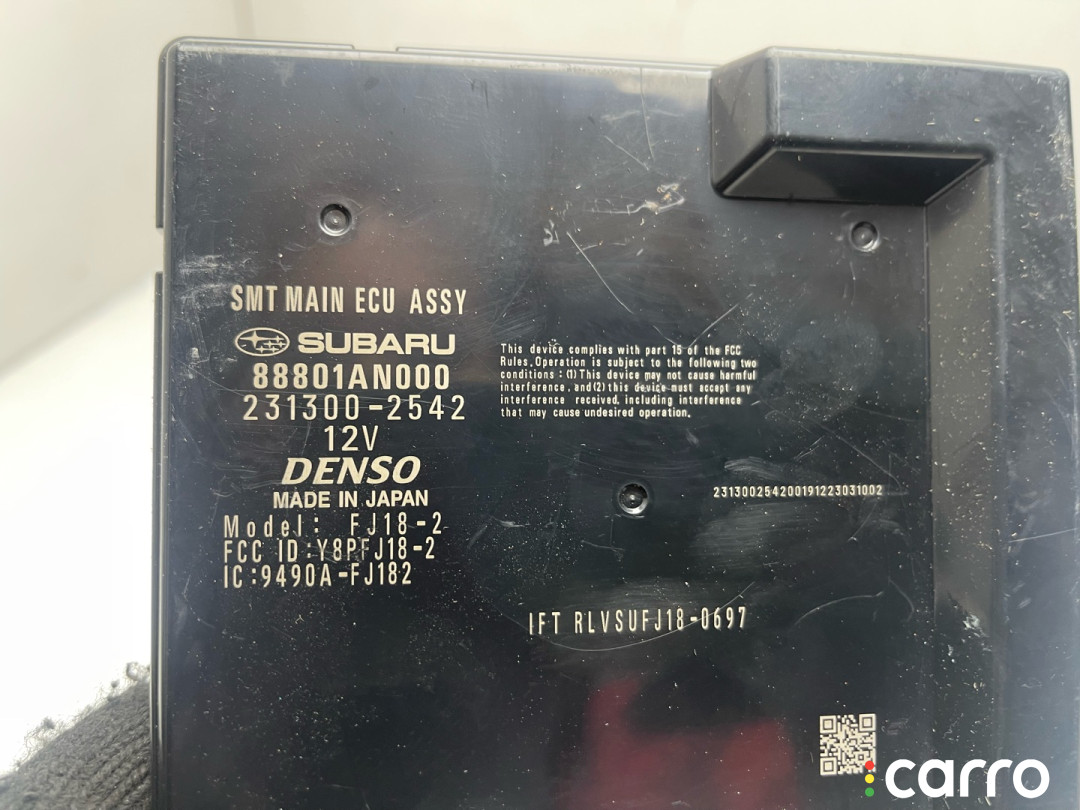 SMT MAIN ECU ASSY
SUBARU
88801AN000
231300-2542
12V
DENSO
MADE IN JAPAN
Model: FJ18-2
FCC ID:Y8PFJ18-2
IC:9490A-FJ182
This device complies with part 15 of the FCC
Rules.Operation is subject to the following two
conditions:(1)This device may not cause harmful
interference, and(2)this device must accept any
interference received, including interference
that may cause undesired operation.
231300254200191223031002
IFT RLVSUFJ18-0697
carro